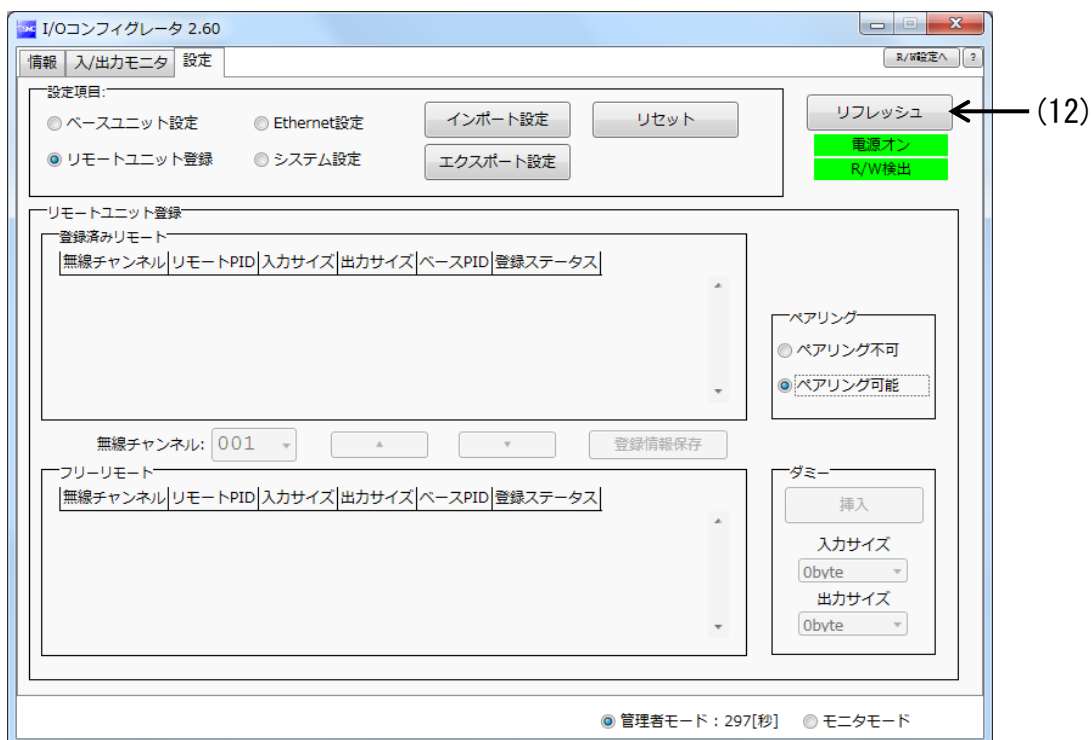 I/Oコンフィグレータ 2.60
情報 入/出力モニタ 設定 R/W設定へ ?
設定項目:
ベースユニット設定 Ethernet設定 インポート設定 リセット リフレッシュ (12)
電源オン
リモートユニット登録 システム設定 エクスポート設定 R/W検出
リモートユニット登録
登録済みリモート
無線チャンネル リモートPID 入力サイズ 出力サイズ ベースPID 登録ステータス
ペアリング
ペアリング不可
ペアリング可能
無線チャンネル: 001 登録情報保存
フリーリモート
無線チャンネル リモートPID 入力サイズ 出力サイズ ベースPID 登録ステータス
ダミー
挿入
入力サイズ
0byte
出力サイズ
0byte
管理者モード:297[秒] モニタモード